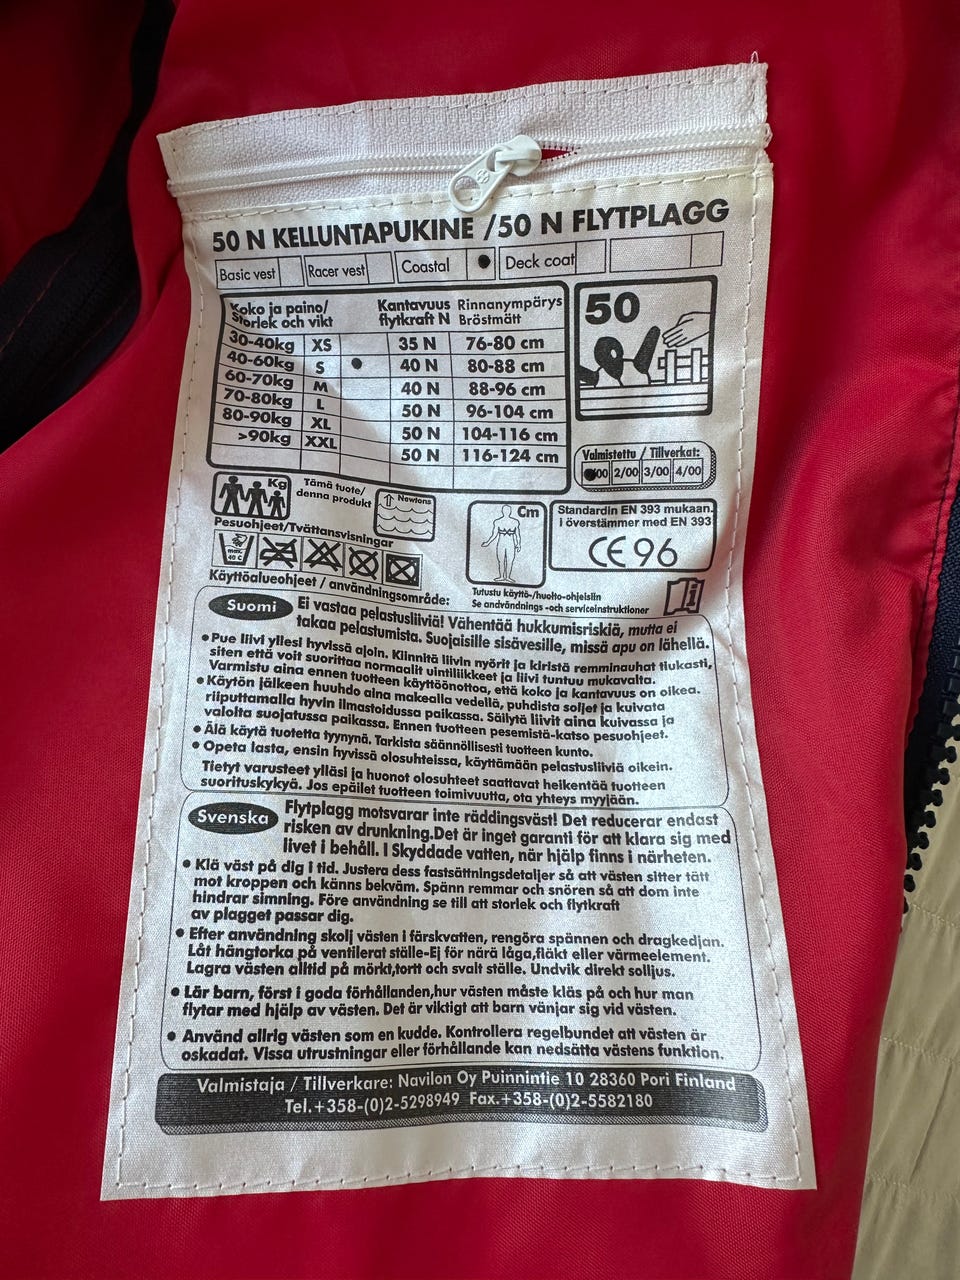 50 N KELLUNTAPUKINE /50 N FLYTPLAGG
Basic vest Racer vest Coastal Deck coat
Koko ja paino/ Kantavuus Rinnanympärys
Storlek och vikt flytkraft N Bröstmått
30-40kg XS 35 N 76-80 cm
40-60kg S 40 N 80-88 cm
60-70kg M 40 N 88-96 cm
70-80kg L 50 N 96-104 cm
80-90kg XL 50 N 104-116 cm
>90kg XXL 50 N 116-124 cm
50
Valmistettu / Tillverkat:
/00 2/00 3/00 4/00
Kg
Tämä tuote/
denna produkt
Newtons
Cm
Standardin EN 393 mukaan.
i överstämmer med EN 393
CE 96
Pesuohjeet/Tvättansvisningar
max. 40 C
Käyttöalueohjeet / användningsområde:
Tutustu käyttö-/huolto-ohjeisiin
Se andvändnings -och serviceinstruktioner
i
Suomi
Ei vastaa pelastusliiviä! Vähentää hukkumisriskiä, mutta ei
takaa pelastumista. Suojaisille sisävesille, missä apu on lähellä.
• Pue liivi yllesi hyvissä ajoin. Kiinnitä liivin nyörit ja kiristä remminauhat tiukasti,
siten että voit suorittaa normaalit uintiliikkeet ja liivi tuntuu mukavalta.
Varmistu aina ennen tuotteen käyttöönottoa, että koko ja kantavuus on oikea.
• Käytön jälkeen huuhdo aina makealla vedellä, puhdista soljet ja kuivata
riiputtamalla hyvin ilmastoidussa paikassa. Säilytä liivit aina kuivassa ja
valolta suojatussa paikassa. Ennen tuotteen pesemistä-katso pesuohjeet.
• Älä käytä tuotetta tyynynä. Tarkista säännöllisesti tuotteen kunto.
• Opeta lasta, ensin hyvissä olosuhteissa, käyttämään pelastusliiviä oikein.
Tietyt varusteet ylläsi ja huonot olosuhteet saattavat heikentää tuotteen
suorituskykyä. Jos epäilet tuotteen toimivuutta, ota yhteys myyjään.
Svenska
Flytplagg motsvarar inte räddingsväst! Det reducerar endast
risken av drunkning.Det är inget garanti för att klara sig med
livet i behåll. I Skyddade vatten, när hjälp finns i närheten.
• Klä väst på dig i tid. Justera dess fastsättningsdetaljer så att västen sitter tätt
mot kroppen och känns bekväm. Spänn remmar och snören så att dom inte
hindrar simning. Före användning se till att storlek och flytkraft
av plagget passar dig.
• Efter användning skolj västen i färskvatten, rengöra spännen och dragkedjan.
Låt hängtorka på ventilerat ställe-Ej för nära låga,fläkt eller värmeelement.
Lagra västen alltid på mörkt,tortt och svalt ställe. Undvik direkt solljus.
• Lär barn, först i goda förhållanden,hur västen måste kläs på och hur man
flytar med hjälp av västen. Det är viktigt att barn vänjar sig vid västen.
• Använd allrig västen som en kudde. Kontrollera regelbundet att västen är
oskadat. Vissa utrustningar eller förhållande kan nedsätta västens funktion.
Valmistaja / Tillverkare: Navilon Oy Puinnintie 10 28360 Pori Finland
Tel.+358-(0)2-5298949 Fax.+358-(0)2-5582180